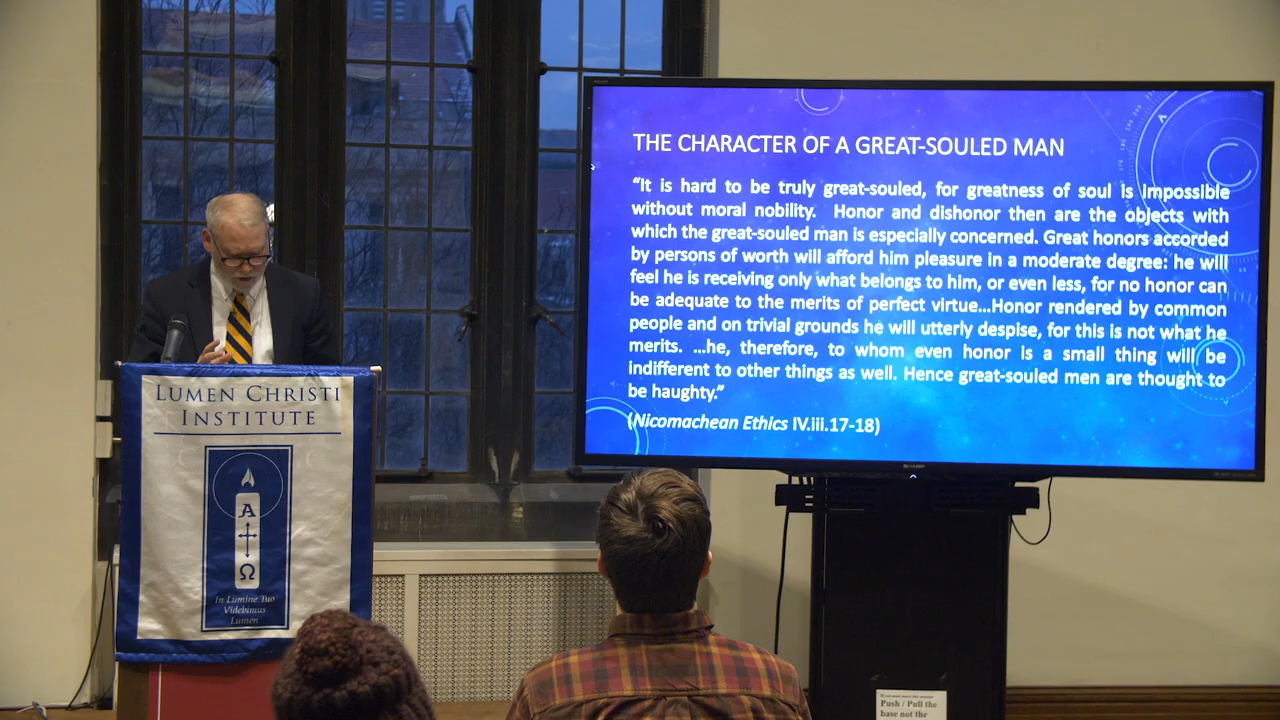 THE CHARACTER OF A GREAT-SOULED MAN
“It is hard to be truly great-souled, for greatness of soul is impossible
without moral nobility. Honor and dishonor then are the objects with
which the great-souled man is especially concerned. Great honors accorded
by persons of worth will afford him pleasure in a moderate degree: he will
feel he is receiving only what belongs to him, or even less, for no honor can
be adequate to the merits of perfect virtue...Honor rendered by common
people and on trivial grounds he will utterly despise, for this is not what he
merits. ...he, therefore, to whom even honor is a small thing will be
indifferent to other things as well. Hence great-souled men are thought to
be haughty.”
(Nicomachean Ethics IV.iii.17-18)
LUMEN CHRISTI
INSTITUTE
A
Ω
In Lumine Tuo
Videbimus
Lumen
Push / Pull the
base not the